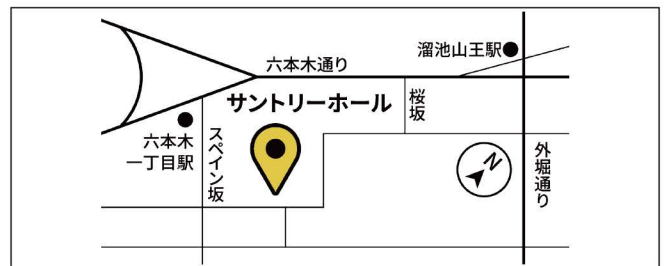 溜池山王駅
六本木通り
サントリーホール
桜坂
六本木
一丁目駅
スペイン坂
外堀通り
N